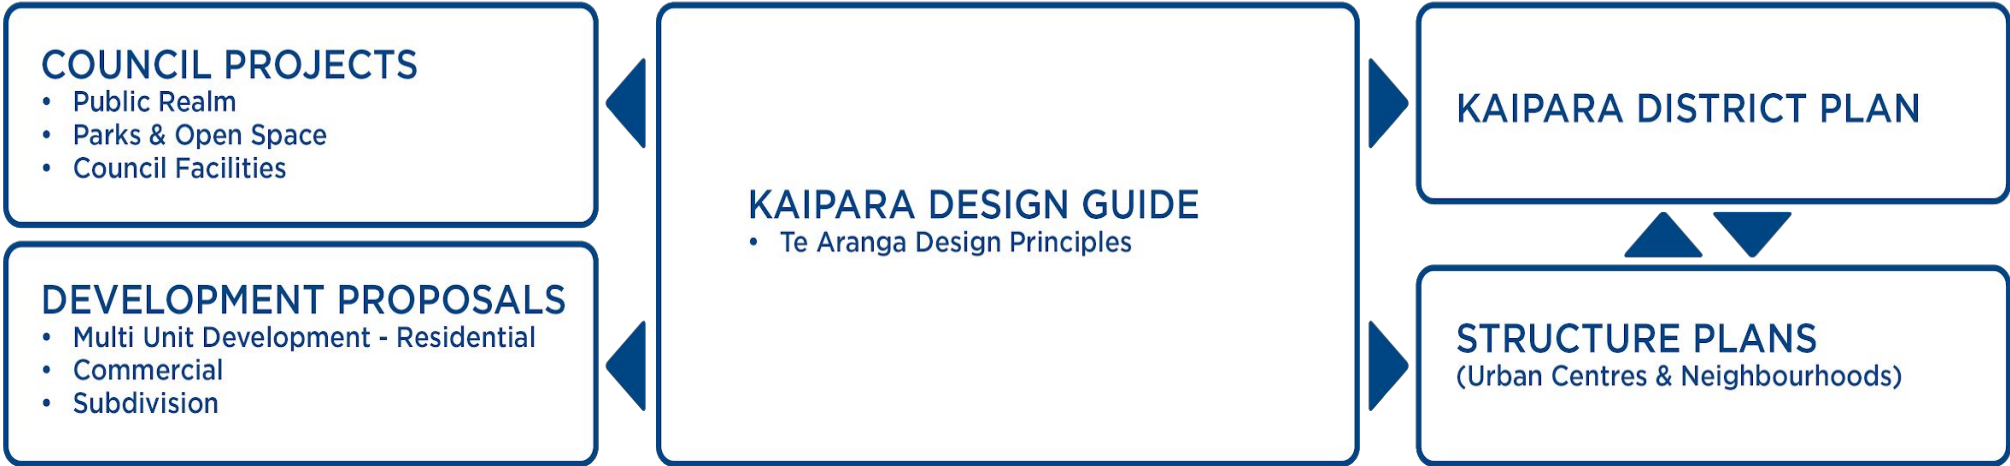 COUNCIL PROJECTS
• Public Realm
• Parks & Open Space
• Council Facilities
DEVELOPMENT PROPOSALS
• Multi Unit Development - Residential
• Commercial
• Subdivision
KAIPARA DESIGN GUIDE
• Te Aranga Design Principles
KAIPARA DISTRICT PLAN
STRUCTURE PLANS
(Urban Centres & Neighbourhoods)